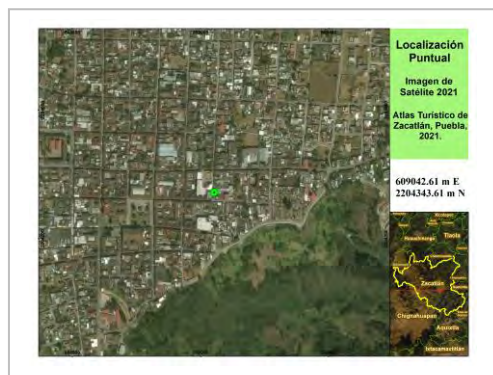 Localización
Puntual
Imagen de
Satélite 2021
Atlas Turístico de
Zacatlán, Puebla,
2021.
609042.61 m E
2204343.61 m N
Tlaola
Zacatlán
Chignahuapan
Aquixtla
Ixtacamaxtitlán